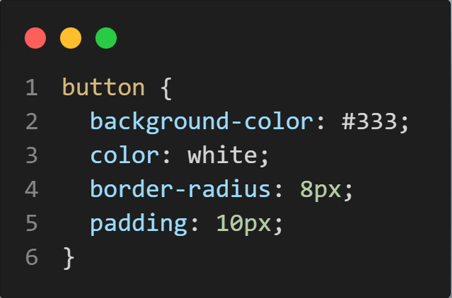 1 button {
2   background-color: #333;
3   color: white;
4   border-radius: 8px;
5   padding: 10px;
6 }